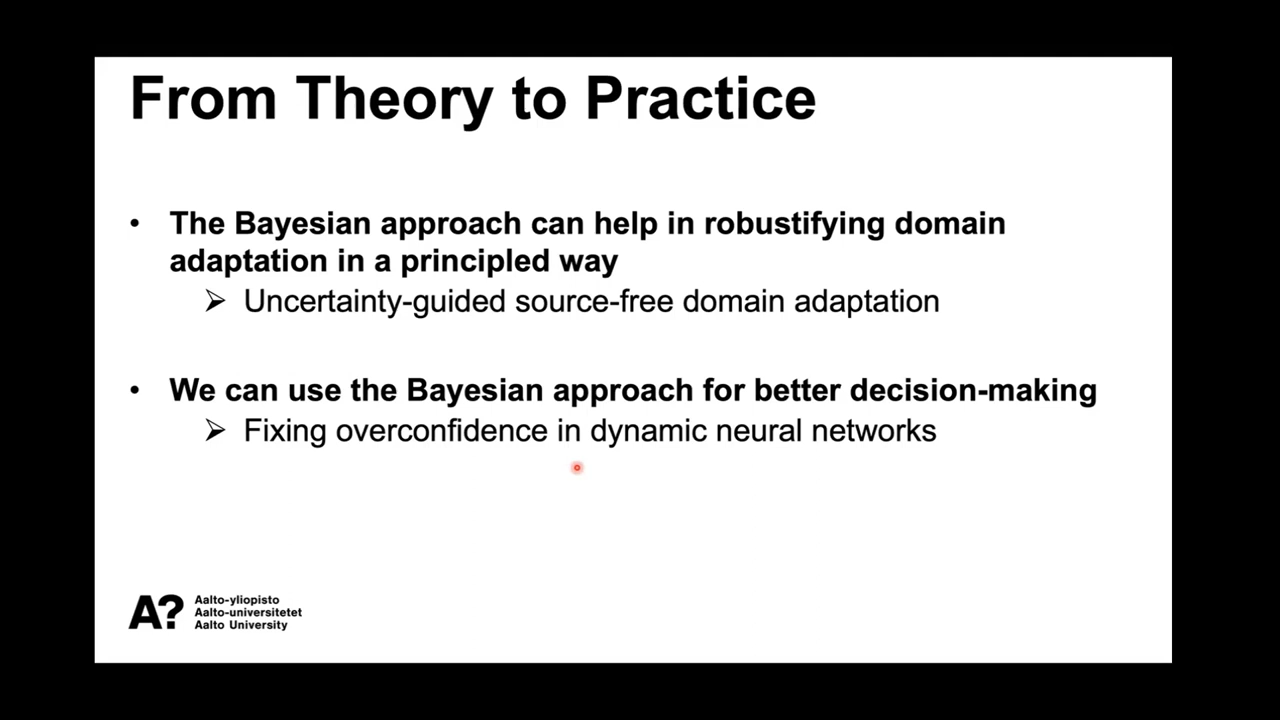 From Theory to Practice
• The Bayesian approach can help in robustifying domain
adaptation in a principled way
➢ Uncertainty-guided source-free domain adaptation
• We can use the Bayesian approach for better decision-making
➢ Fixing overconfidence in dynamic neural networks
A?
Aalto-yliopisto
Aalto-universitetet
Aalto University